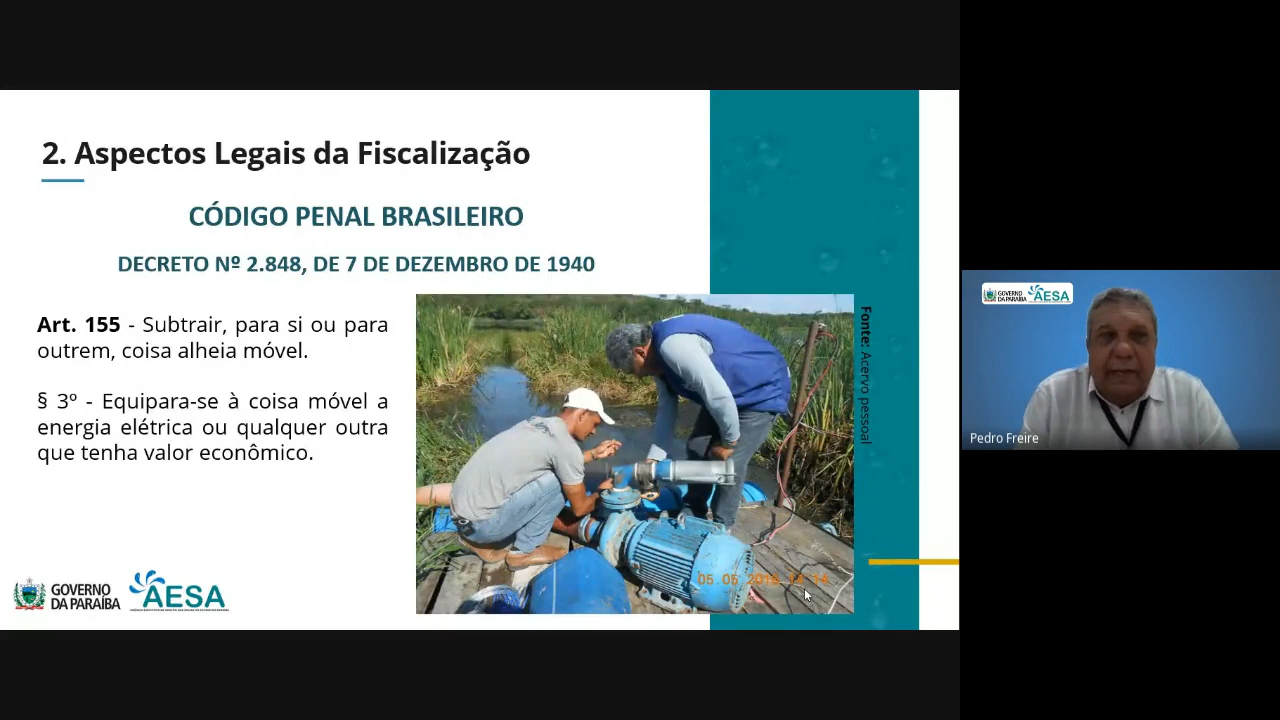 2. Aspectos Legais da Fiscalização
CÓDIGO PENAL BRASILEIRO
DECRETO Nº 2.848, DE 7 DE DEZEMBRO DE 1940
Art. 155 - Subtrair, para si ou para
outrem, coisa alheia móvel.
§ 3º - Equipara-se à coisa móvel a
energia elétrica ou qualquer outra
que tenha valor econômico.
Fonte: Acervo pessoal
GOVERNO
DA PARAÍBA
AESA
GOVERNO
DA PARAÍBA
AESA
Pedro Freire